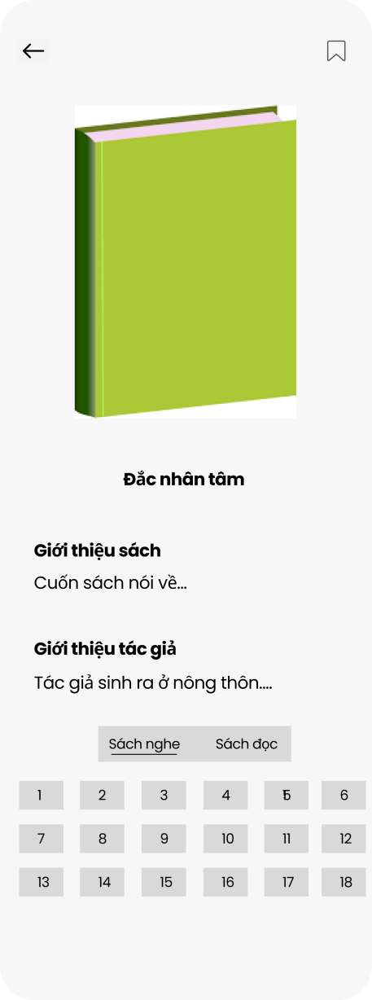 Đắc nhân tâm
Giới thiệu sách
Cuốn sách nói về...
Giới thiệu tác giả
Tác giả sinh ra ở nông thôn....
Sách nghe Sách đọc
1 2 3 4 5 6
7 8 9 10 11 12
13 14 15 16 17 18